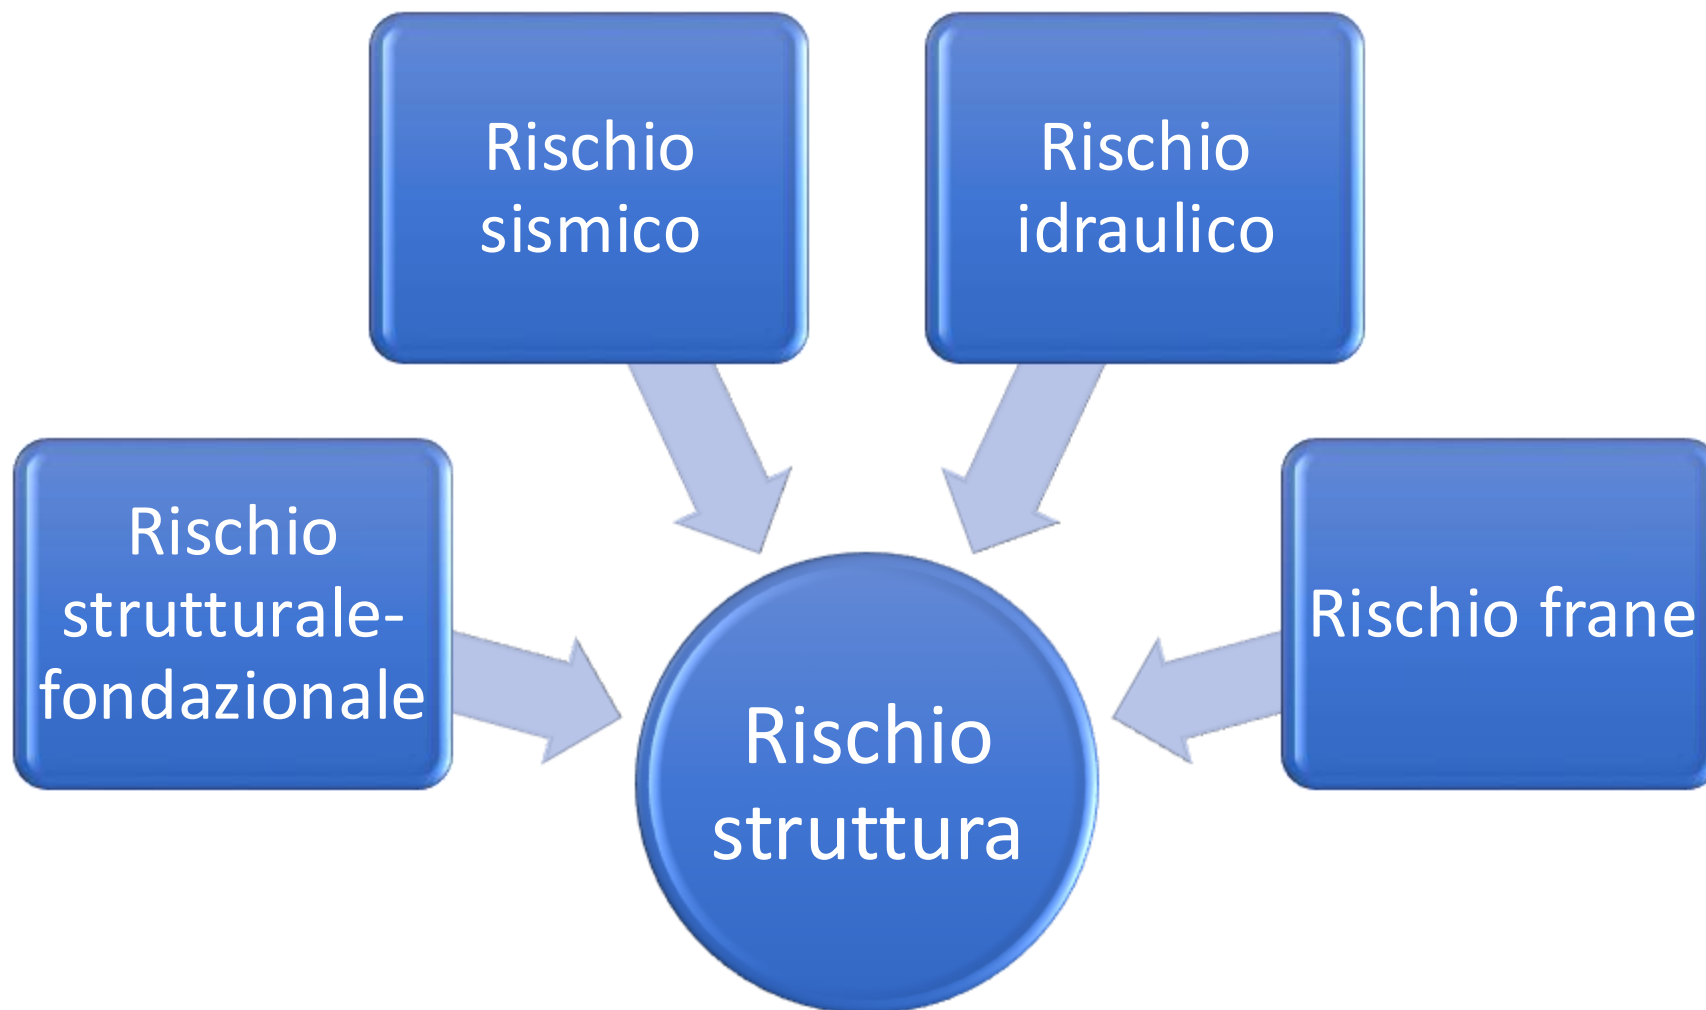 Rischio
sismico
Rischio
idraulico
Rischio
strutturale-
fondazionale
Rischio frane
Rischio
struttura